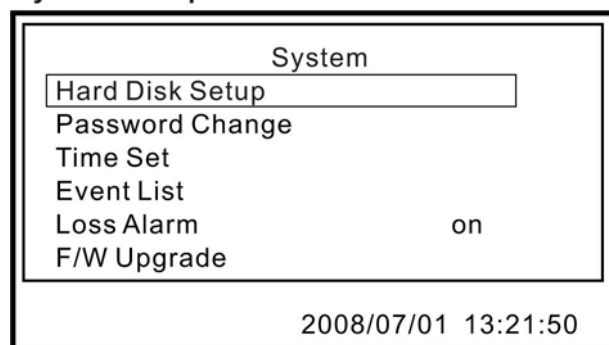 System
Hard Disk Setup
Password Change
Time Set
Event List
Loss Alarm on
F/W Upgrade
2008/07/01 13:21:50